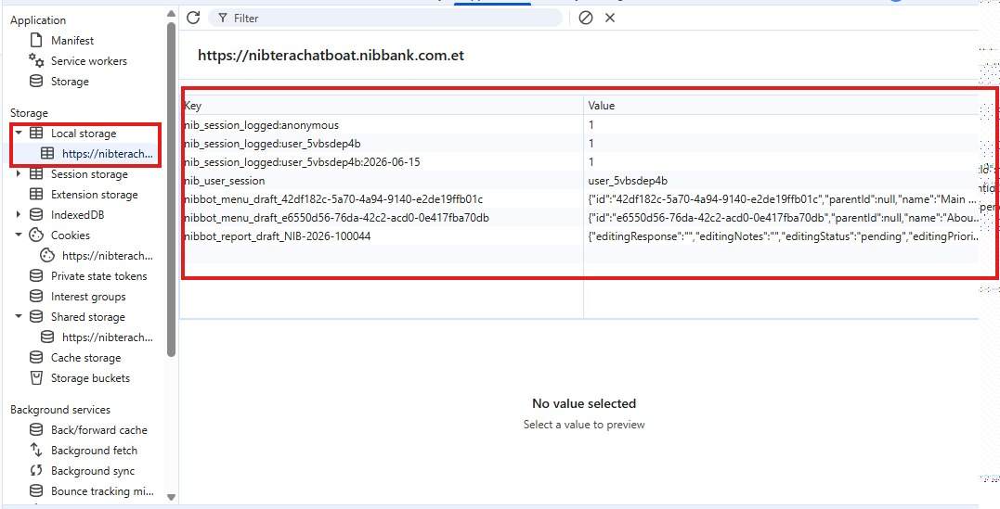 Filter
Application
Manifest
Service workers
Storage
Storage
Local storage
https://nibterach...
Session storage
Extension storage
IndexedDB
Cookies
https://nibterach...
Private state tokens
Interest groups
Shared storage
https://nibterach...
Cache storage
Storage buckets
Background services
Back/forward cache
Background fetch
Background sync
Bounce tracking mi...
https://nibterachatboat.nibbank.com.et
Key Value
nib_session_logged:anonymous 1
nib_session_logged:user_5vbsdep4b 1
nib_session_logged:user_5vbsdep4b:2026-06-15 1
nib_user_session user_5vbsdep4b
nibbot_menu_draft_42df182c-5a70-4a94-9140-e2de19ffb01c {"id":"42df182c-5a70-4a94-9140-e2de19ffb01c","parentId":null,"name":"Main ...
nibbot_menu_draft_e6550d56-76da-42c2-acd0-0e417fba70db {"id":"e6550d56-76da-42c2-acd0-0e417fba70db","parentId":null,"name":"Abou...
nibbot_report_draft_NIB-2026-100044 {"editingResponse":"","editingNotes":"","editingStatus":"pending","editingPriori...
No value selected
Select a value to preview